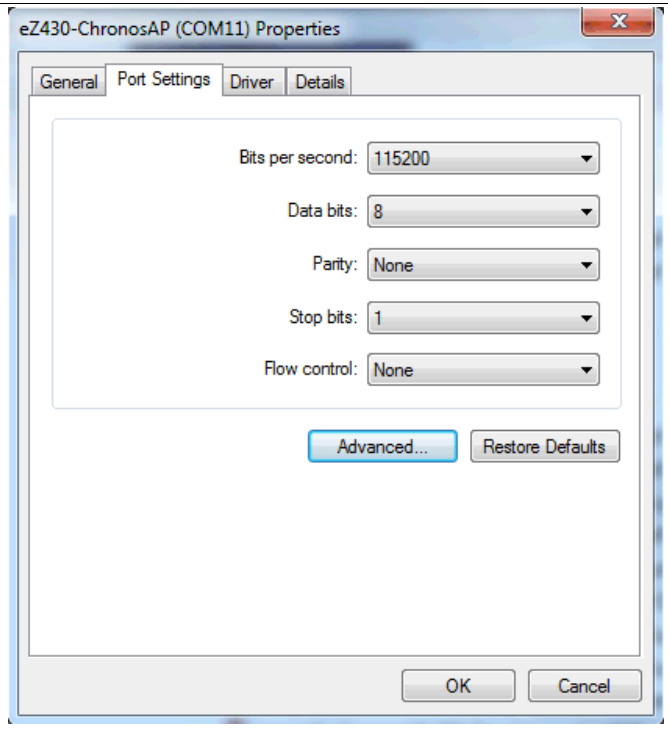 eZ430-ChronosAP (COM11) Properties
General Port Settings Driver Details
Bits per second: 115200
Data bits: 8
Parity: None
Stop bits: 1
Flow control: None
Advanced... Restore Defaults
OK Cancel